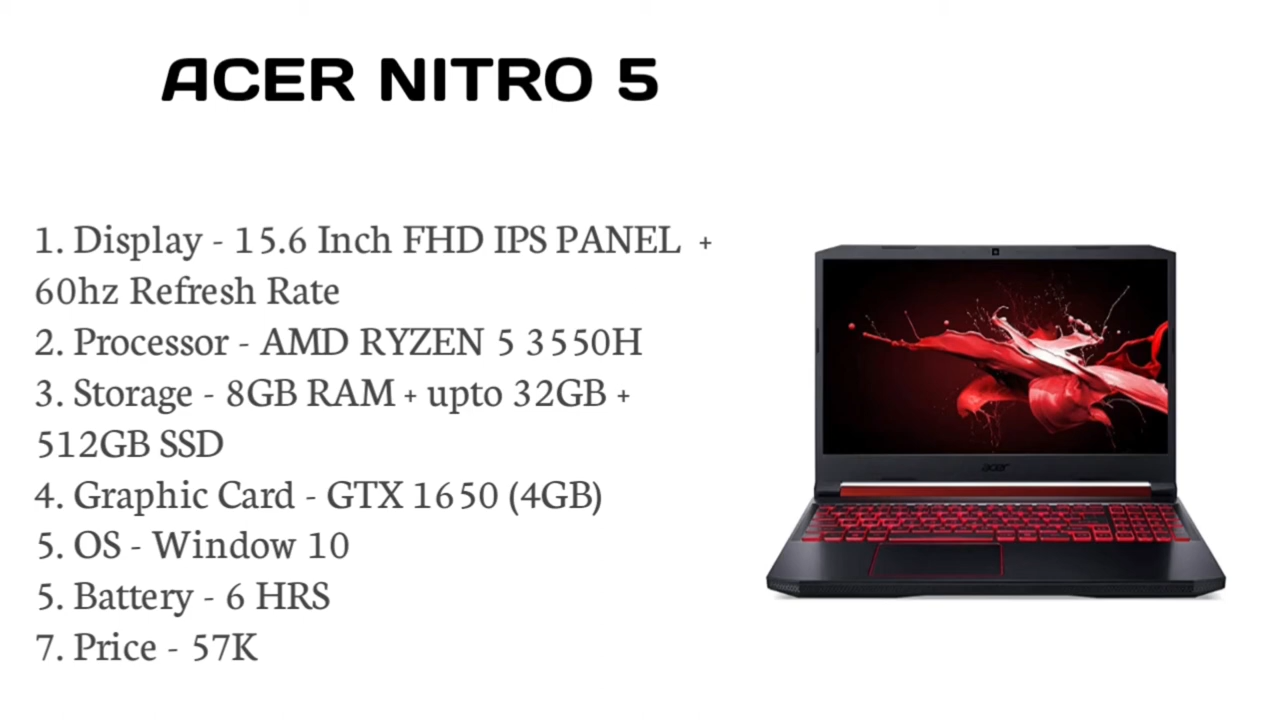 ACER NITRO 5
1. Display - 15.6 Inch FHD IPS PANEL +
60hz Refresh Rate
2. Processor - AMD RYZEN 5 3550H
3. Storage - 8GB RAM + upto 32GB +
512GB SSD
4. Graphic Card - GTX 1650 (4GB)
5. OS - Window 10
5. Battery - 6 HRS
7. Price - 57K
acer